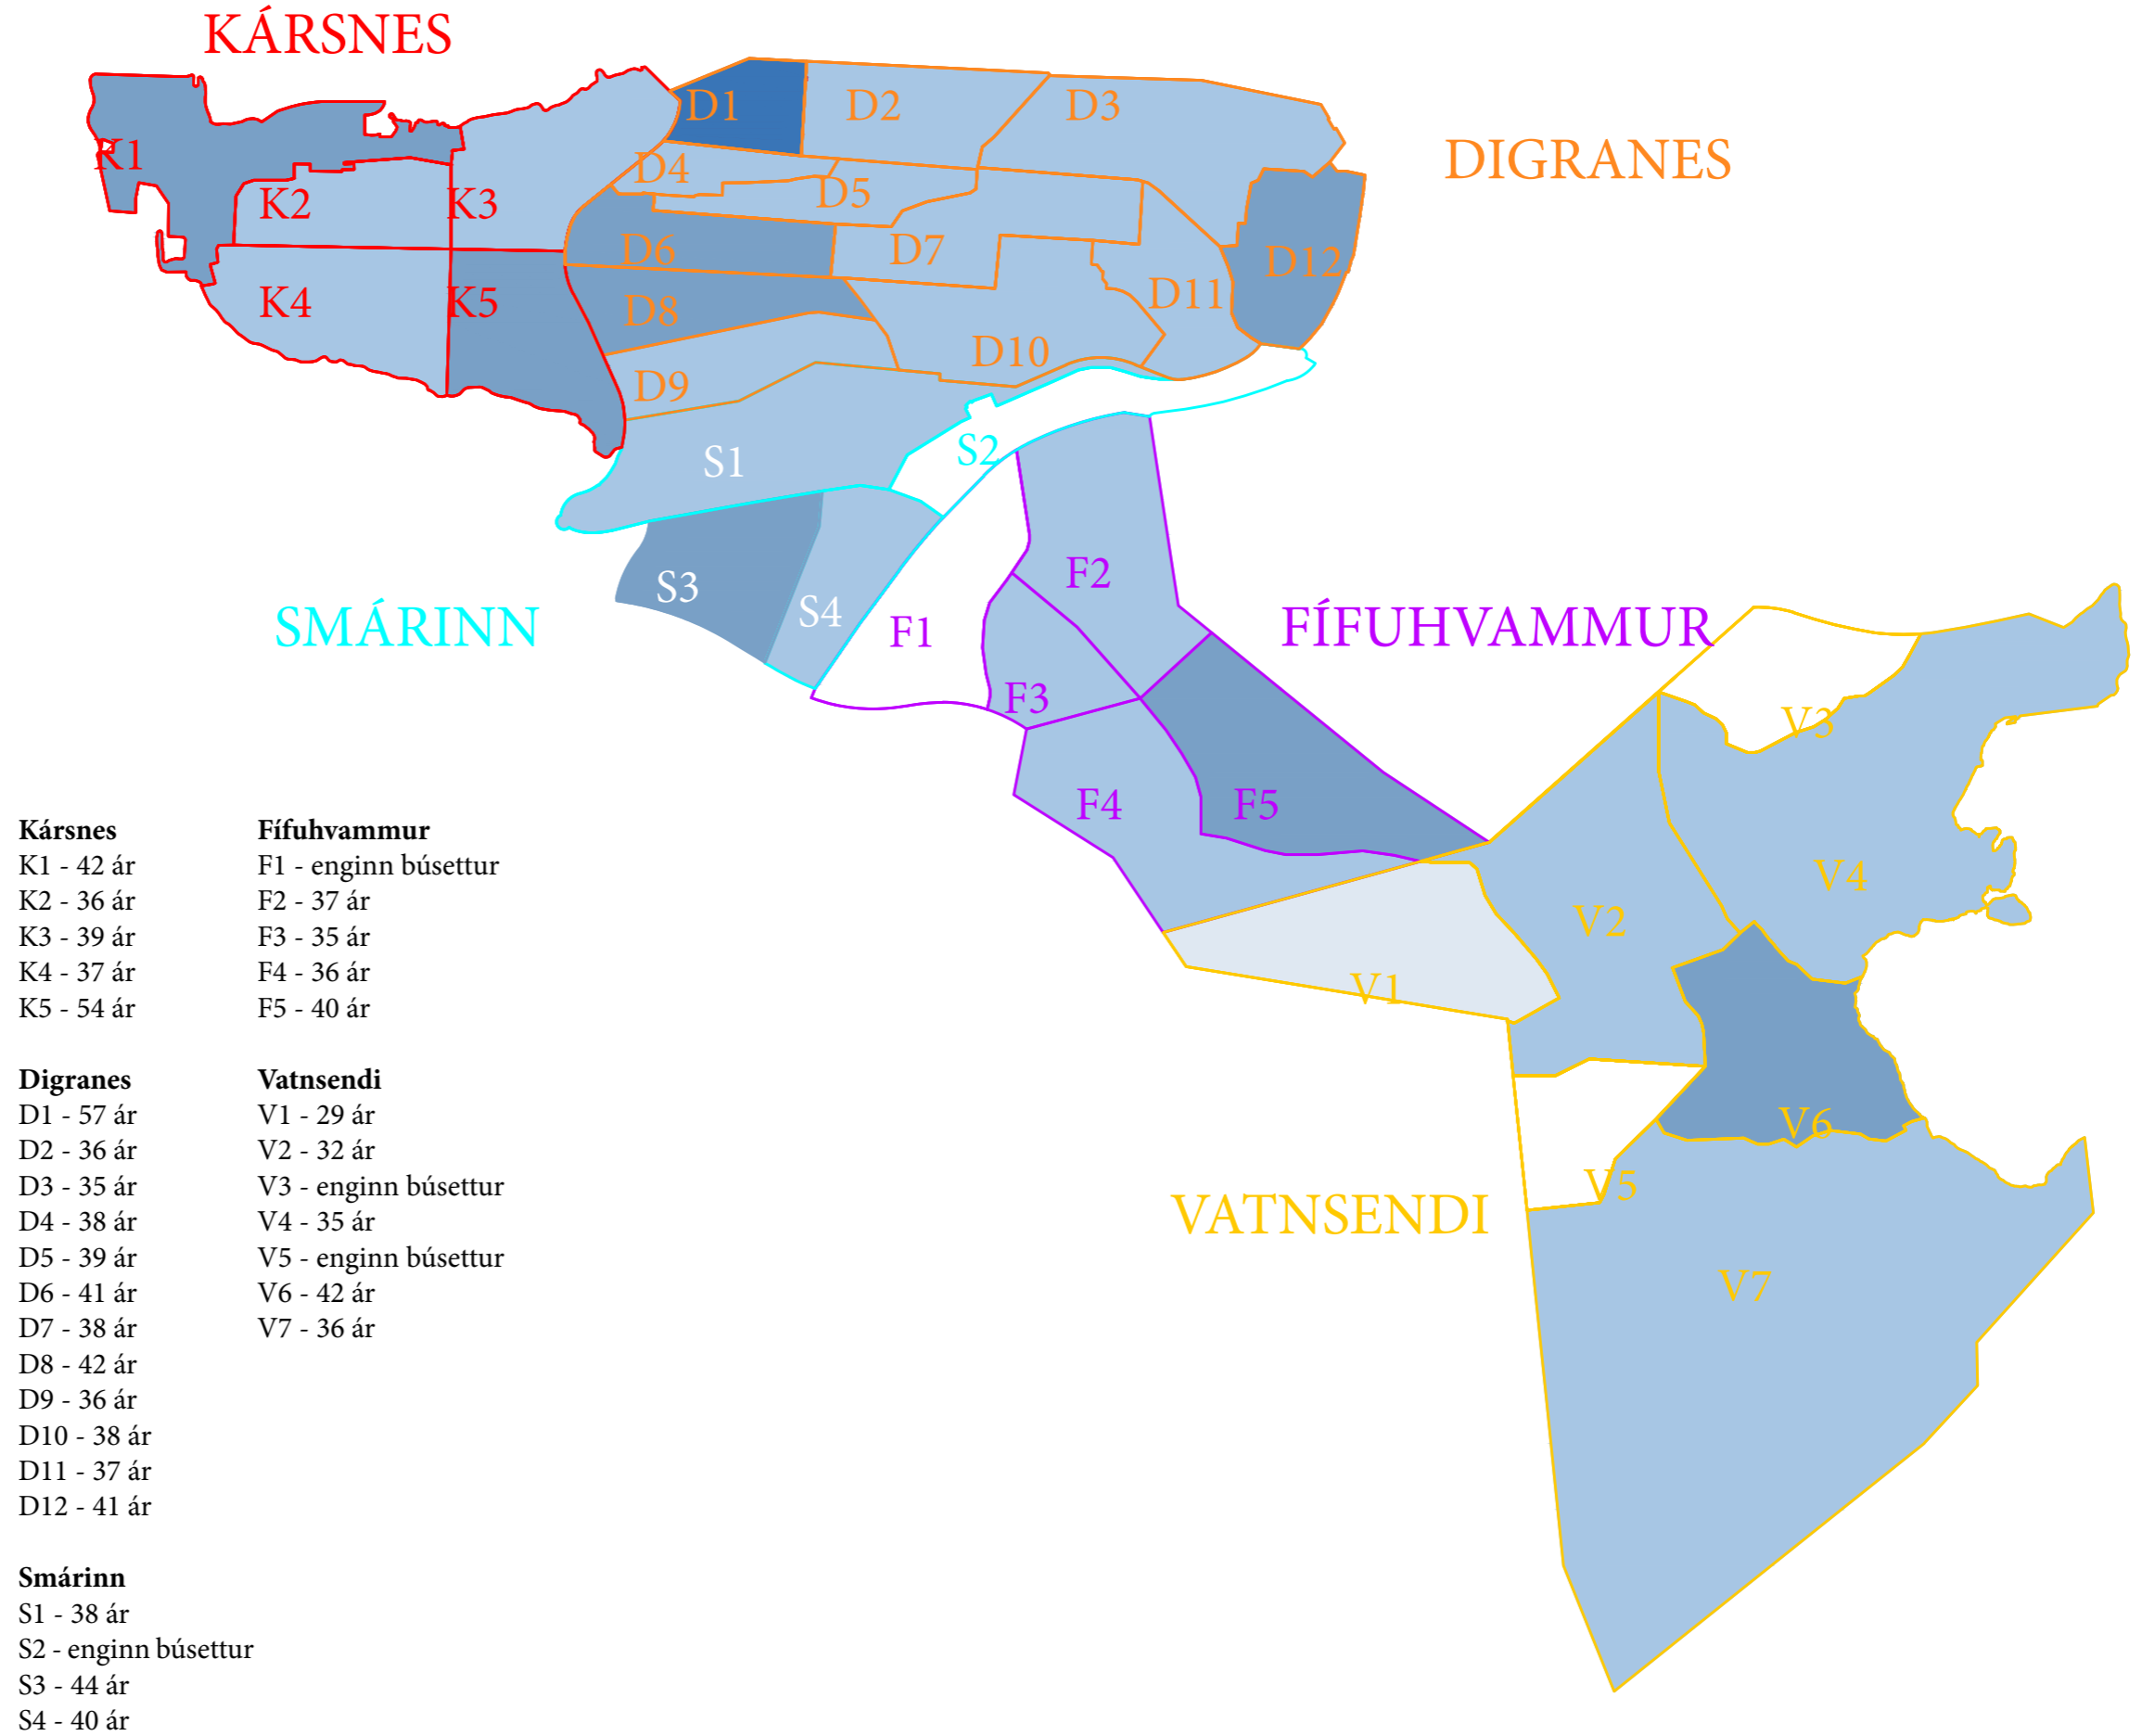 KÁRSNES
D1
D2
D3
DIGRANES
K1
D4
D5
K2
K3
D6
D7
D12
K4
K5
D8
D11
D10
D9
S2
S1
F2
S3
S4
F1
SMÁRINN
FÍFUHVAMMUR
F3
V3
F4
F5
V4
V2
V1
V6
V5
VATNSENDI
V7
Kársnes
K1 - 42 ár
K2 - 36 ár
K3 - 39 ár
K4 - 37 ár
K5 - 54 ár
Digranes
D1 - 57 ár
D2 - 36 ár
D3 - 35 ár
D4 - 38 ár
D5 - 39 ár
D6 - 41 ár
D7 - 38 ár
D8 - 42 ár
D9 - 36 ár
D10 - 38 ár
D11 - 37 ár
D12 - 41 ár
Smárinn
S1 - 38 ár
S2 - enginn búsettur
S3 - 44 ár
S4 - 40 ár
Fífuhvammur
F1 - enginn búsettur
F2 - 37 ár
F3 - 35 ár
F4 - 36 ár
F5 - 40 ár
Vatnsendi
V1 - 29 ár
V2 - 32 ár
V3 - enginn búsettur
V4 - 35 ár
V5 - enginn búsettur
V6 - 42 ár
V7 - 36 ár